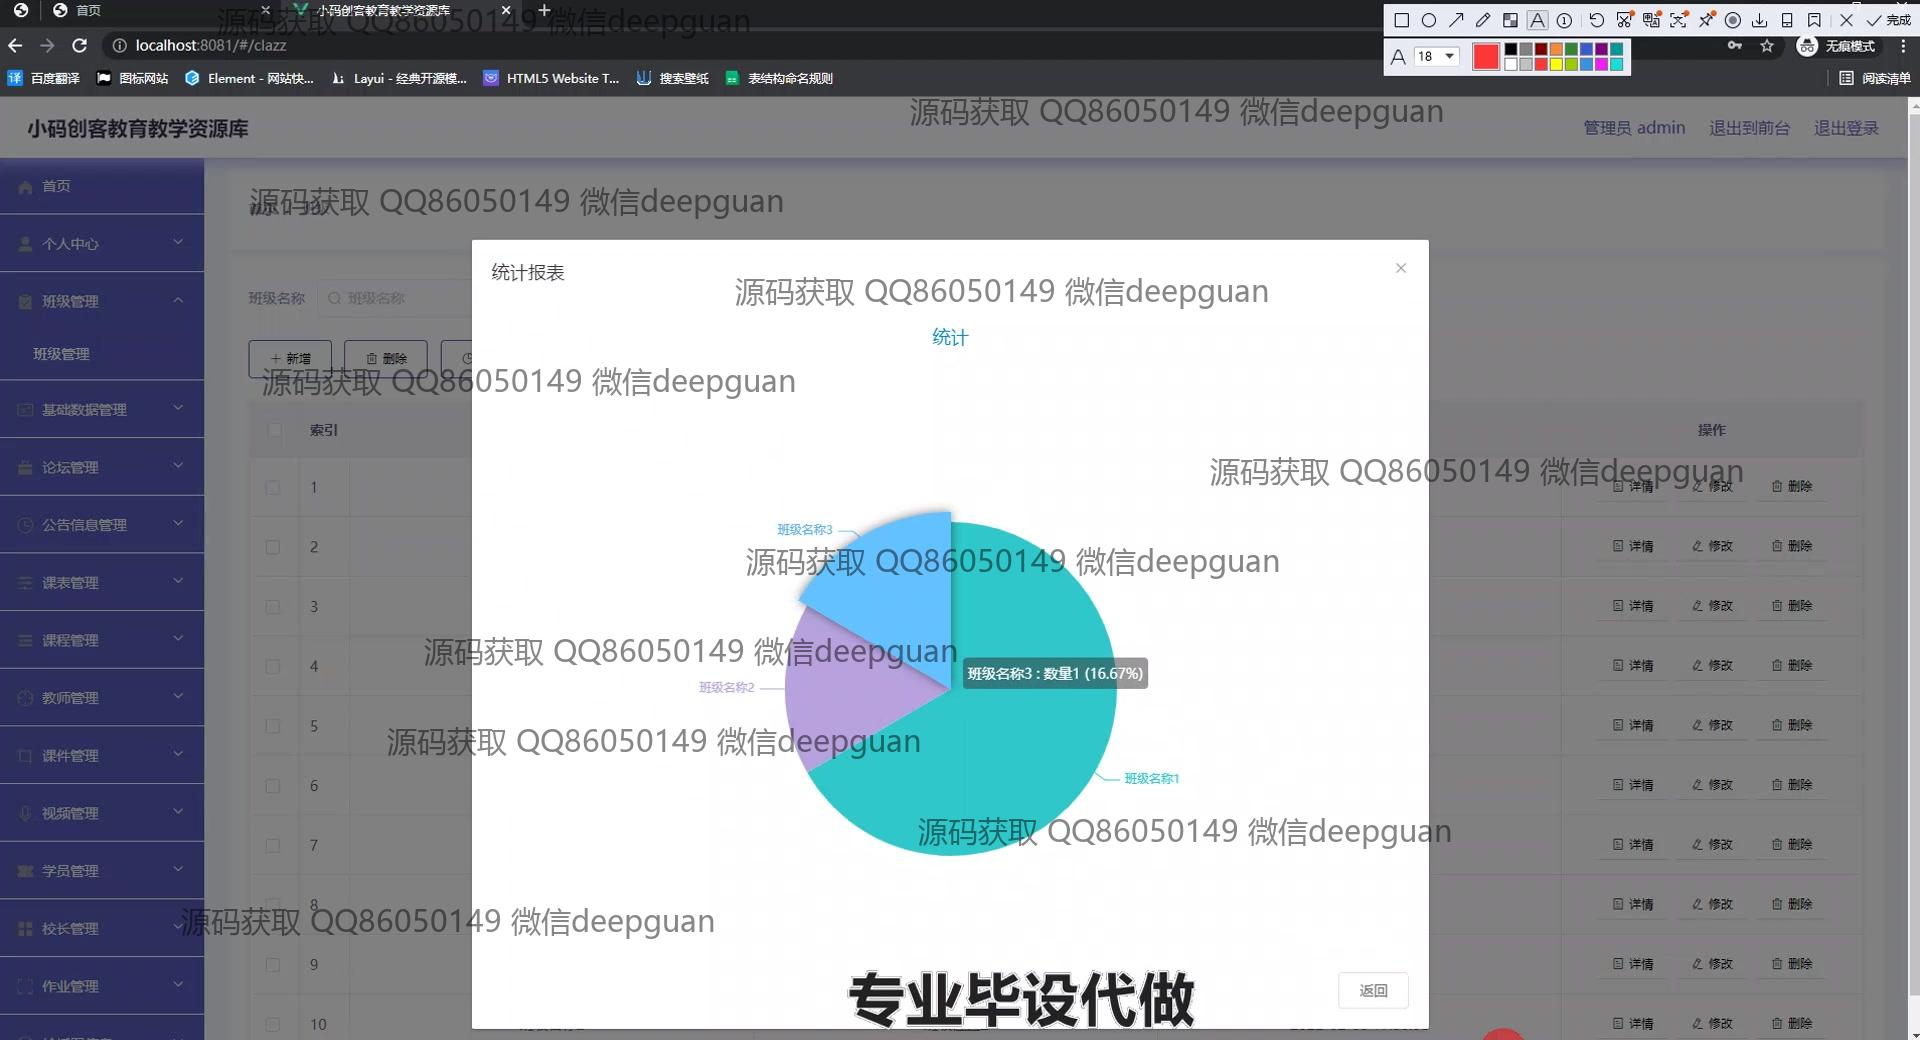 首页
小码创客教育教学资源库
localhost:8081/#/clazz
18
完成
无痕模式
百度翻译
图标网站
Element - 网站快...
Layui - 经典开源模...
HTML5 Website T...
搜索壁纸
表结构命名规则
阅读清单
源码获取 QQ86050149 微信deepguan
源码获取 QQ86050149 微信deepguan
小码创客教育教学资源库
管理员 admin
退出到前台
退出登录
首页
源码获取 QQ86050149 微信deepguan
个人中心
统计报表
源码获取 QQ86050149 微信deepguan
班级管理
班级名称
班级名称
统计
班级管理
新增
删除
源码获取 QQ86050149 微信deepguan
基础数据管理
索引
操作
论坛管理
源码获取 QQ86050149 微信deepguan
1
详情
修改
删除
公告信息管理
班级名称3
2
详情
修改
删除
源码获取 QQ86050149 微信deepguan
课表管理
3
详情
修改
删除
课程管理
源码获取 QQ86050149 微信deepguan
4
详情
修改
删除
班级名称3 : 数量1 (16.67%)
教师管理
班级名称2
5
详情
修改
删除
源码获取 QQ86050149 微信deepguan
课件管理
班级名称1
6
详情
修改
删除
视频管理
源码获取 QQ86050149 微信deepguan
7
详情
修改
删除
学员管理
8
详情
修改
删除
源码获取 QQ86050149 微信deepguan
校长管理
9
详情
修改
删除
作业管理
专业毕设代做
返回
10
详情
修改
删除